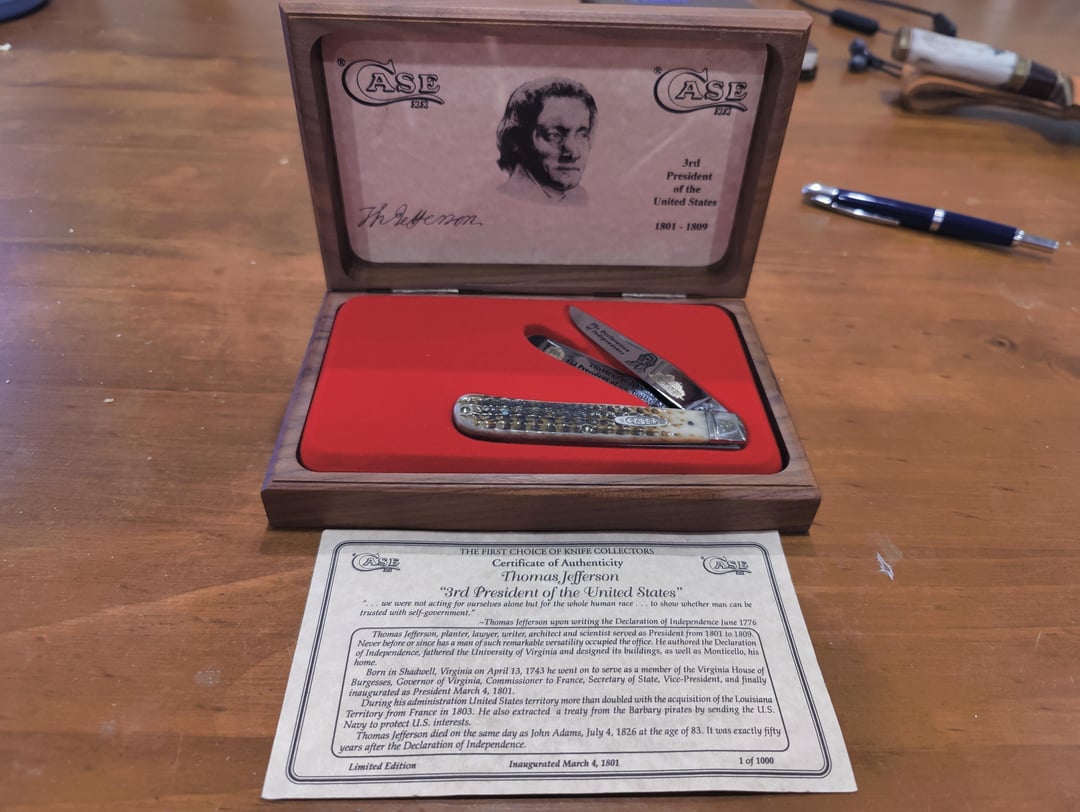 CASE
XX
CASE
XX
3rd
President
of the
United States
1801 - 1809
Th Jefferson
The Declaration
of Independence
CASE
THE FIRST CHOICE OF KNIFE COLLECTORS
Certificate of Authenticity
CASE
XX
CASE
XX
Thomas Jefferson
"3rd President of the United States"
". . . we were not acting for ourselves alone but for the whole human race . . . to show whether man can be
trusted with self-government."
~Thomas Jefferson upon writing the Declaration of Independence June 1776
Thomas Jefferson, planter, lawyer, writer, architect and scientist served as President from 1801 to 1809.
Never before or since has a man of such remarkable versatility occupied the office. He authored the Declaration
of Independence, fathered the University of Virginia and designed its buildings, as well as Monticello, his
home.
Born in Shadwell, Virginia on April 13, 1743 he went on to serve as a member of the Virginia House of
Burgesses, Governor of Virginia, Commissioner to France, Secretary of State, Vice-President, and finally
inaugurated as President March 4, 1801.
During his administration United States territory more than doubled with the acquisition of the Louisiana
Territory from France in 1803. He also extracted a treaty from the Barbary pirates by sending the U.S.
Navy to protect U.S. interests.
Thomas Jefferson died on the same day as John Adams, July 4, 1826 at the age of 83. It was exactly fifty
years after the Declaration of Independence.
Limited Edition
Inaugurated March 4, 1801
1 of 1000